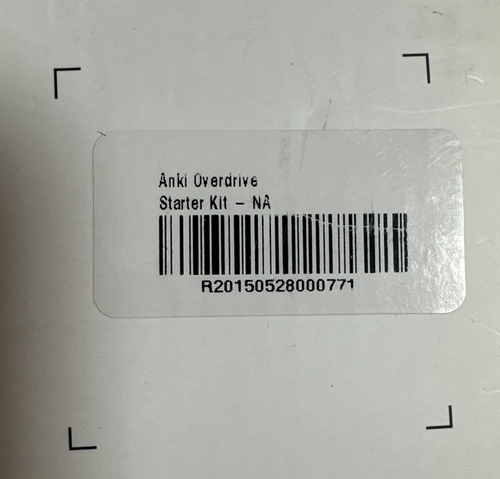 Anki Overdrive
Starter Kit – NA
R20150528000771